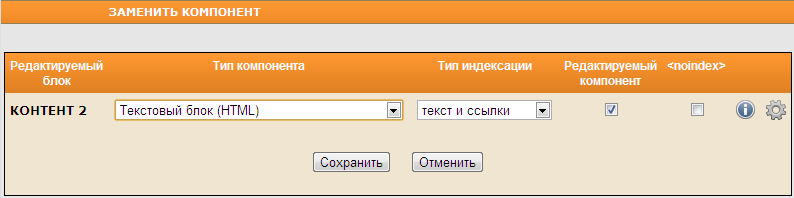 ЗАМЕНИТЬ КОМПОНЕНТ
Редактируемый блок Тип компонента Тип индексации Редактируемый компонент <noindex>
КОНТЕНТ 2 Текстовый блок (HTML) текст и ссылки
Сохранить Отменить